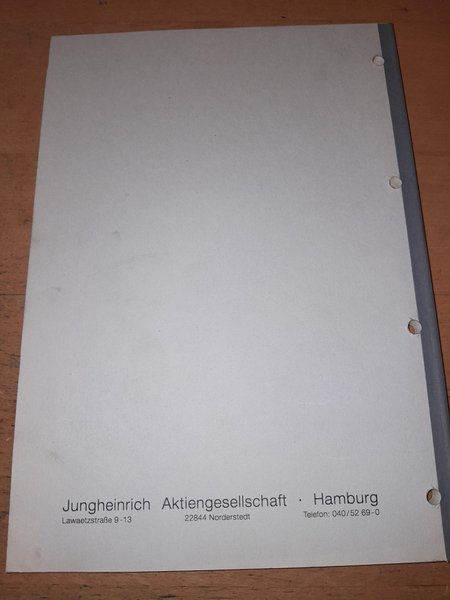 Jungheinrich Aktiengesellschaft · Hamburg
Lawaetzstraße 9-13 22844 Norderstedt Telefon: 040/52 69-0